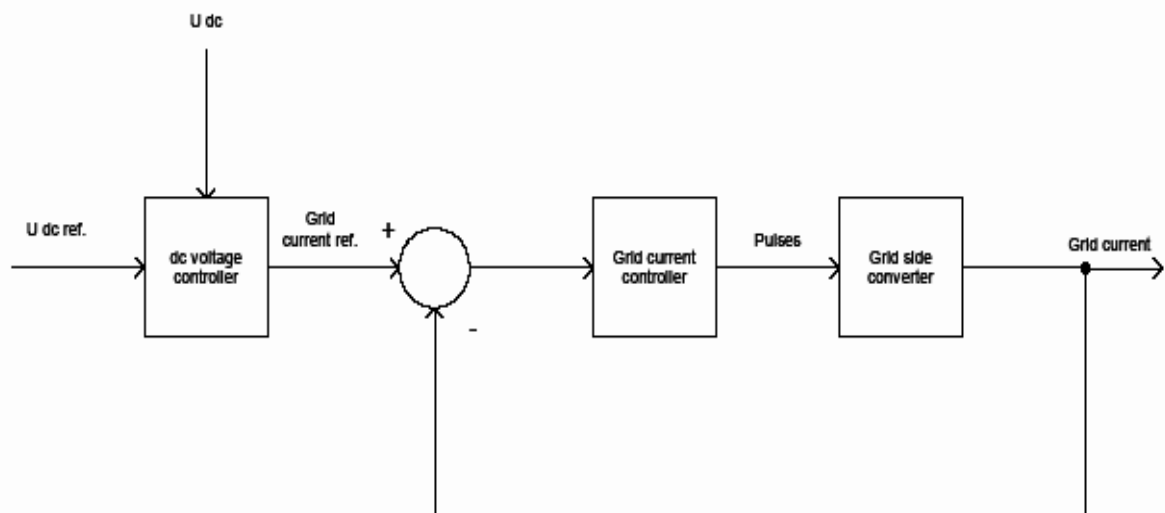 U dc
U dc ref.
dc voltage
controller
Grid
current ref.
+
-
Grid current
controller
Pulses
Grid side
converter
Grid current